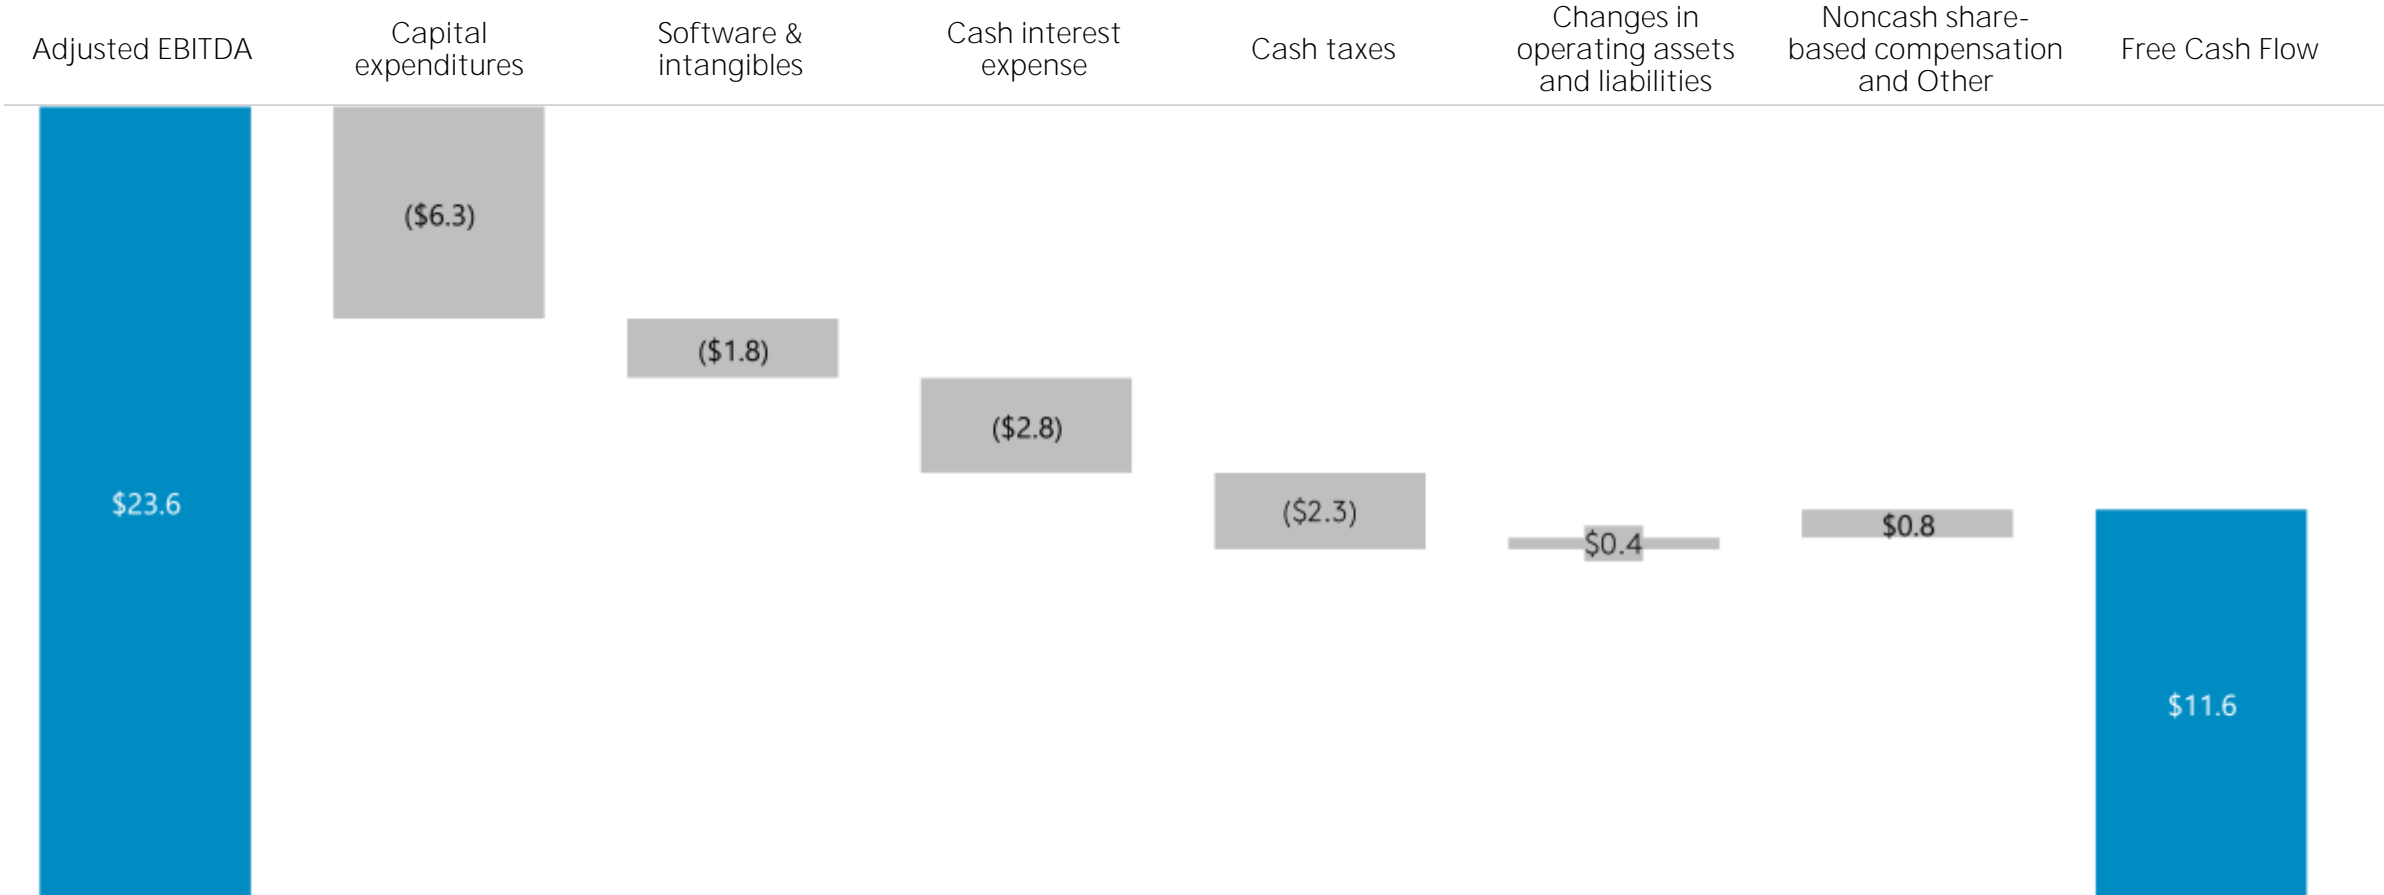 Adjusted EBITDA
Capital
expenditures
Software &
intangibles
Cash interest
expense
Cash taxes
Changes in
operating assets
and liabilities
Noncash share-
based compensation
and Other
Free Cash Flow
$23.6
($6.3)
($1.8)
($2.8)
($2.3)
$0.4
$0.8
$11.6